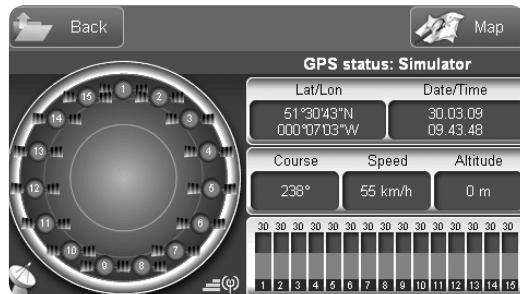 Back
Map
GPS status: Simulator
Lat/Lon
Date/Time
51°30'43"N
000°07'03"W
30.03.09
09.43.48
Course
Speed
Altitude
238°
55 km/h
0 m
30 30 30 30 30 30 30 30 30 30 30 30 30 30 30
1 2 3 4 5 6 7 8 9 10 11 12 13 14 15
1
2
3
4
5
6
7
8
9
10
11
12
13
14
15